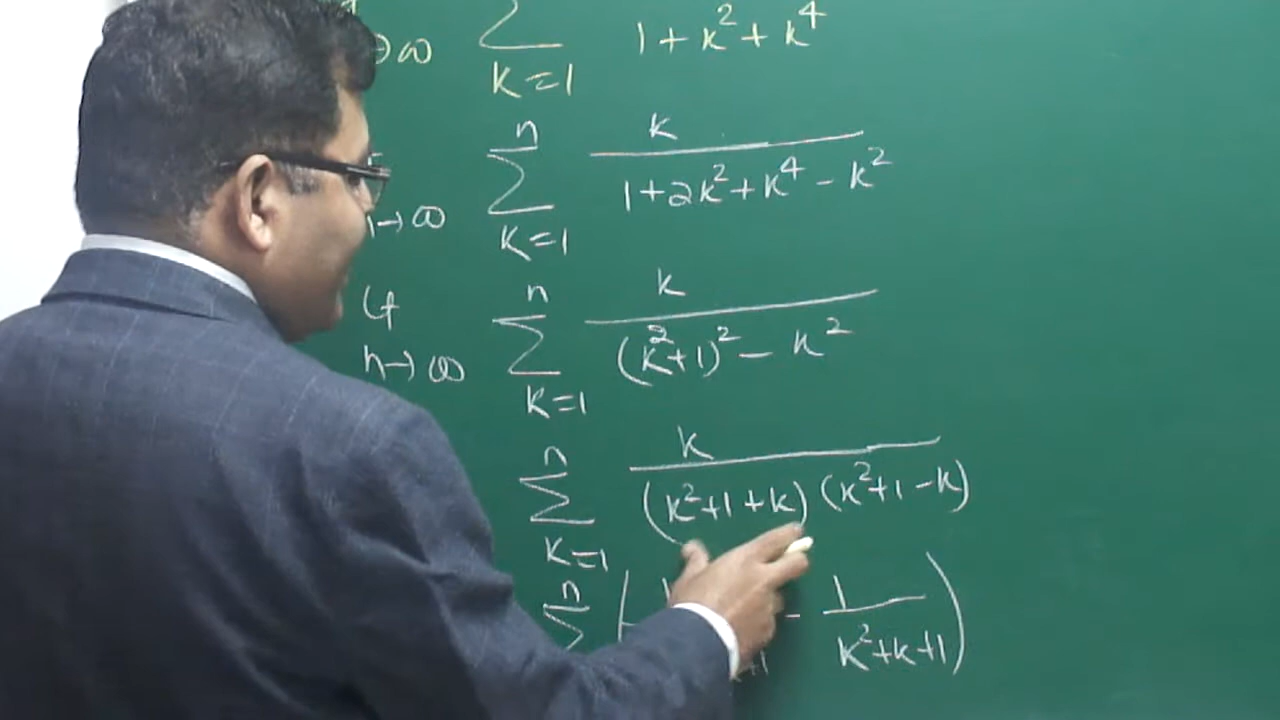 →∞ ∑ K=1 1+k²+k⁴
n k
→∞ ∑ K=1 1+2k²+k⁴-k²
Lt n k
n→∞ ∑ K=1 (k²+1)²-k²
n k
∑ K=1 (k²+1+k)(k²+1-k)
n 1
∑ ( - k²+k+1 )